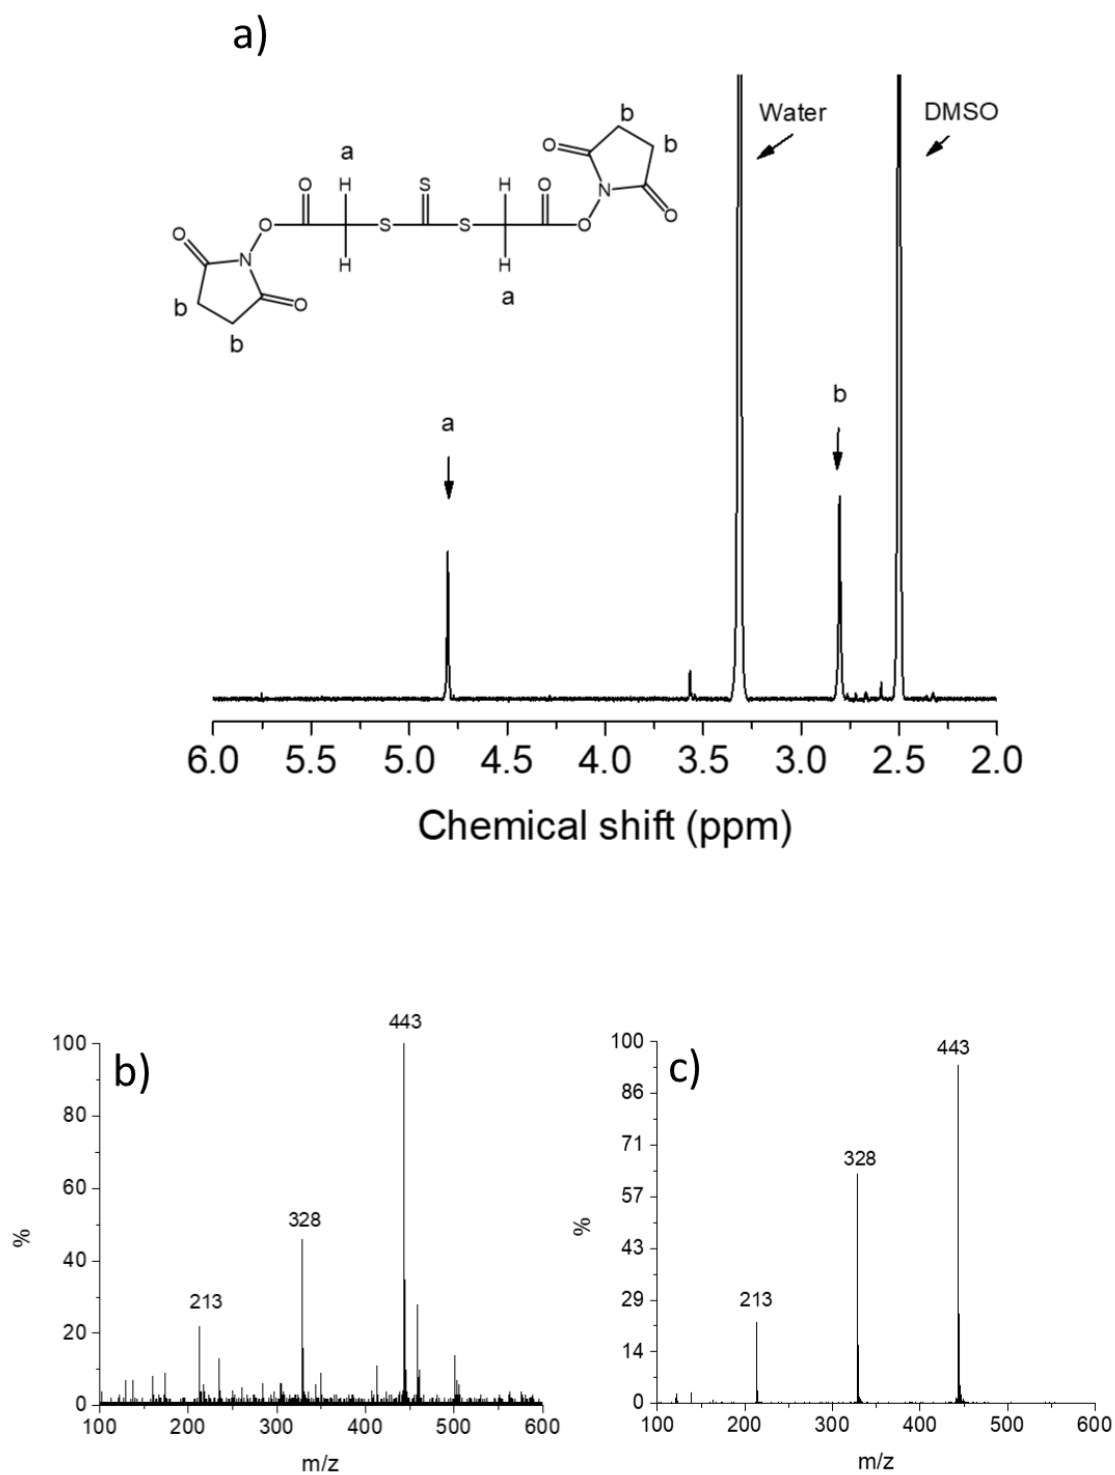 a)
Water
DMSO
b
b
a
O
H
S
H
O
O
N
O
O
S
S
O
O
N
O
H
H
a
b
b
a
b
6.0 5.5 5.0 4.5 4.0 3.5 3.0 2.5 2.0
Chemical shift (ppm)
b)
443
328
213
100
80
60
40
20
0
%
100 200 300 400 500 600
m/z
c)
443
328
213
100
86
71
57
43
29
14
0
%
100 200 300 400 500 600
m/z